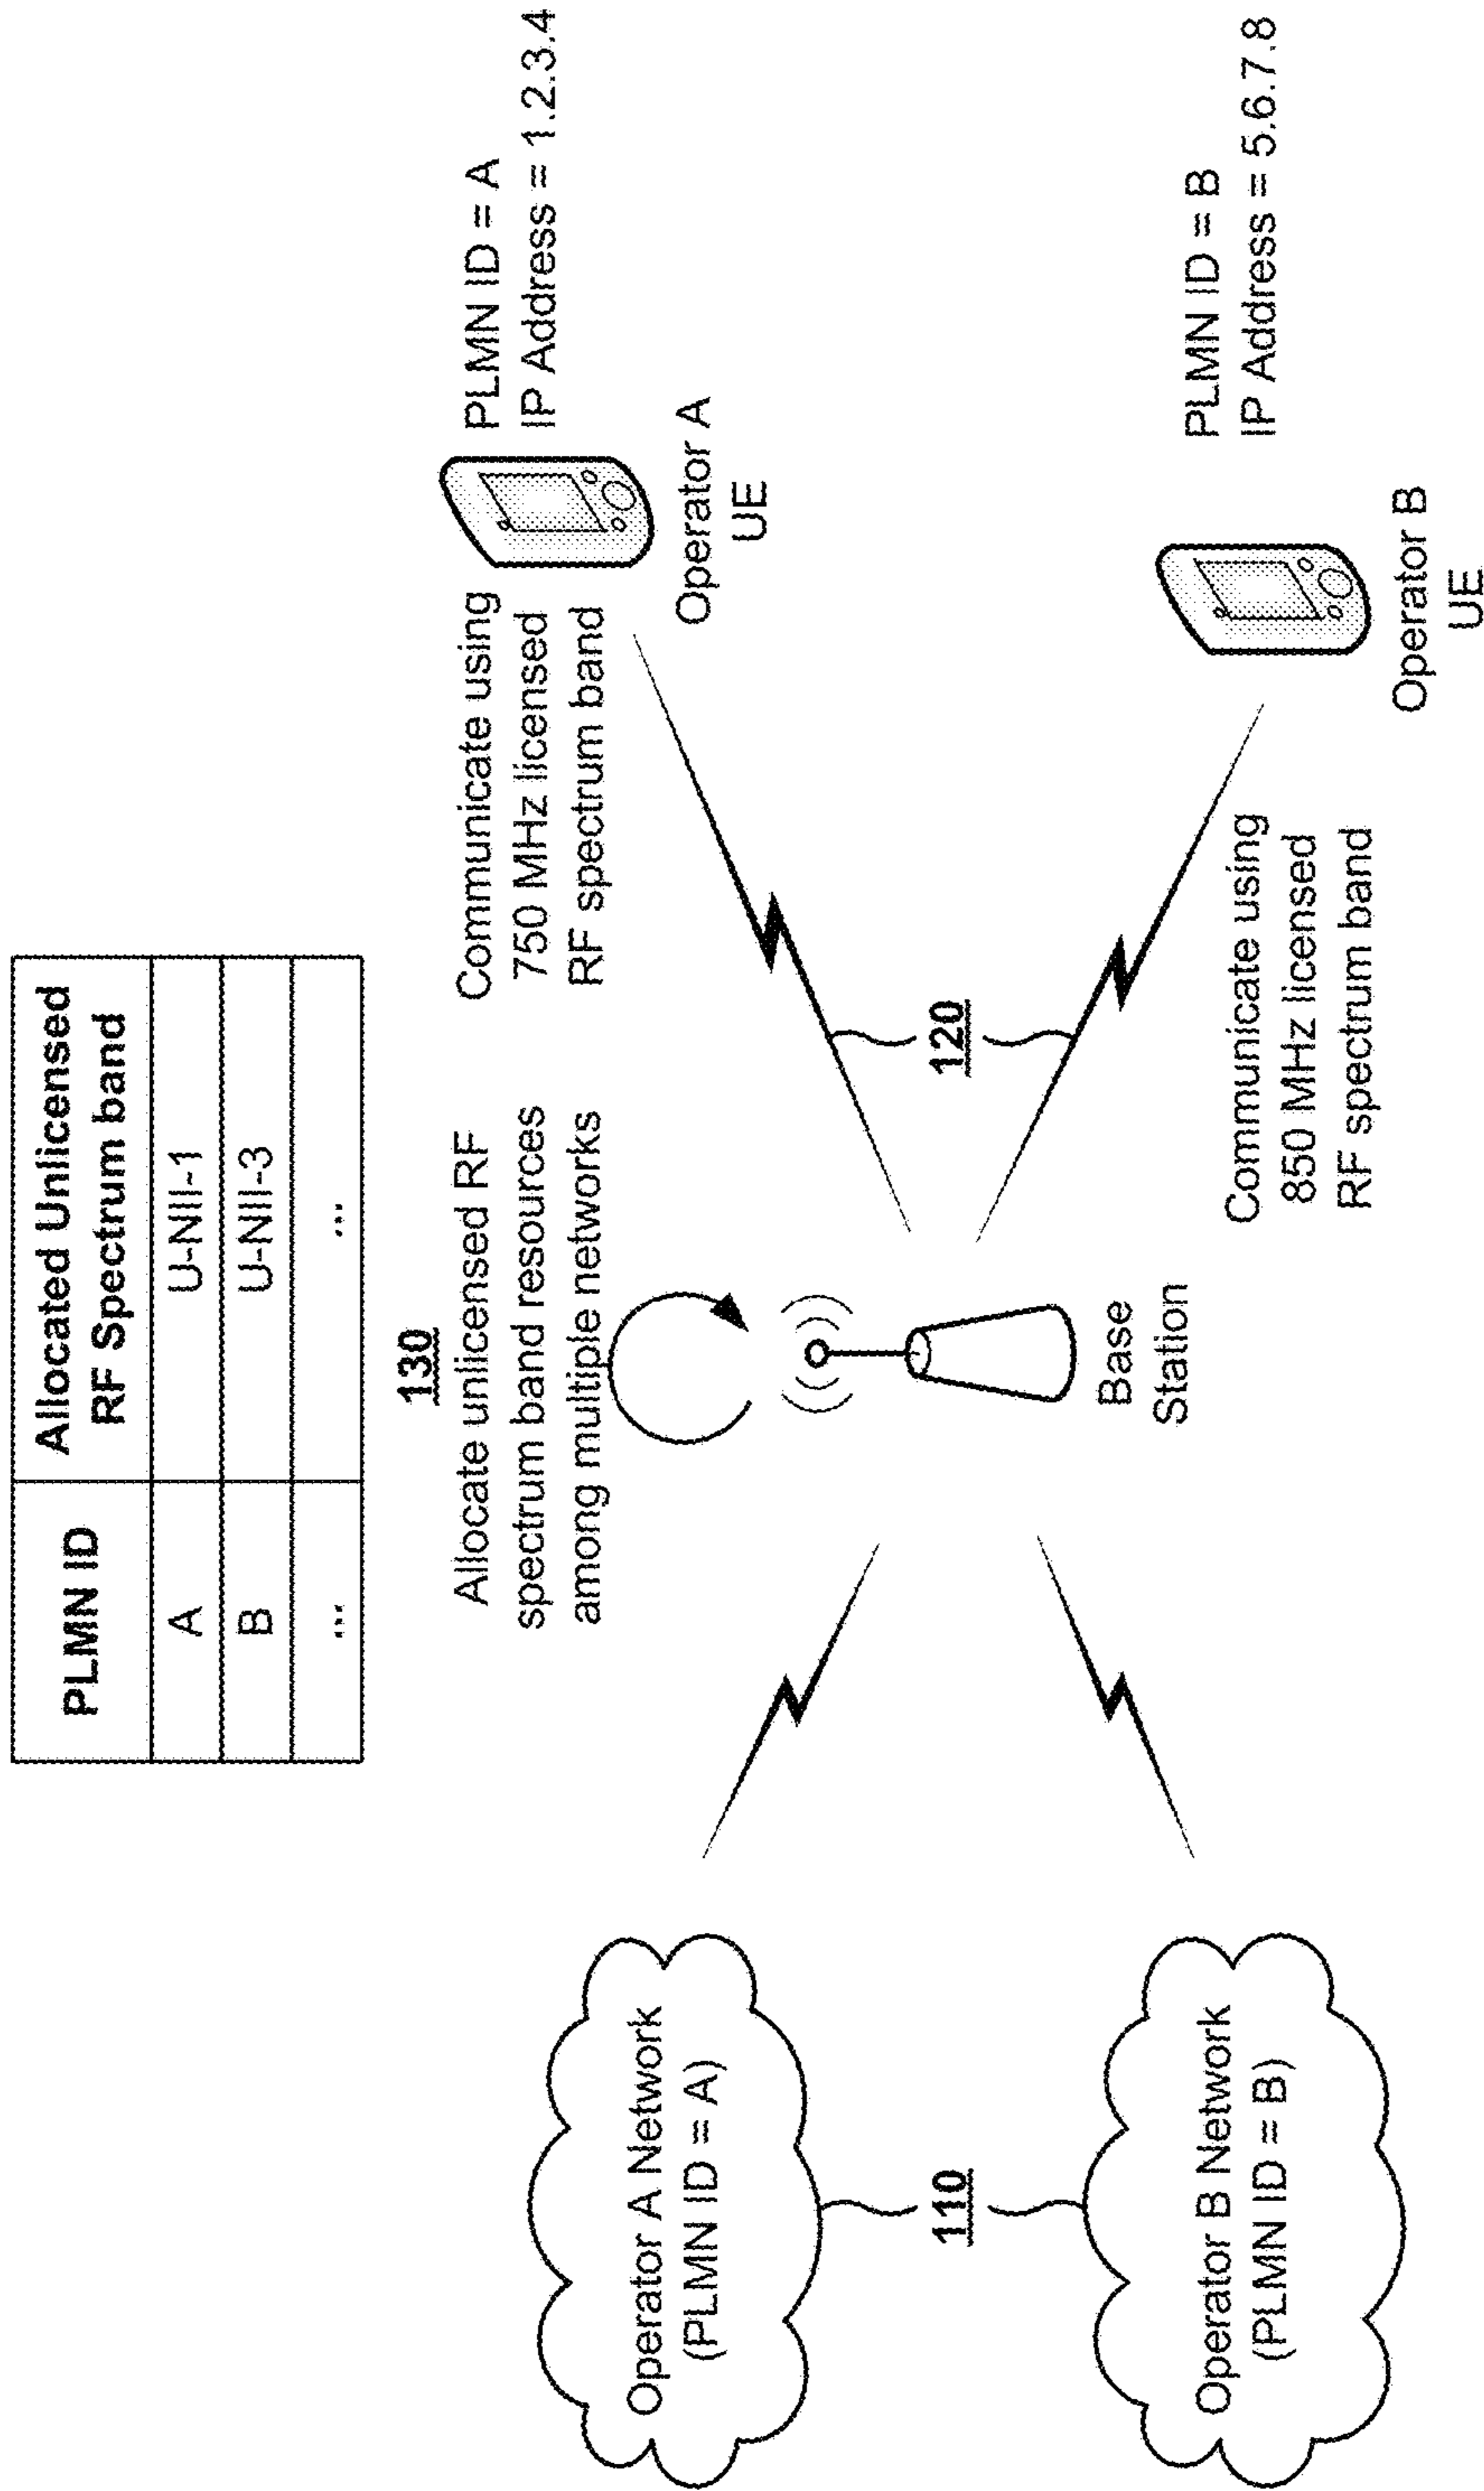 PLMN ID
Allocated Unlicensed
RF Spectrum band
A
U-NII-1
B
U-NII-3
...
...
130
Allocate unlicensed RF
spectrum band resources
among multiple networks
Communicate using
750 MHz licensed
RF spectrum band
PLMN ID = A
IP Address = 1.2.3.4
Operator A
UE
Operator A Network
(PLMN ID = A)
110
120
Base
Station
Operator B Network
(PLMN ID = B)
Communicate using
850 MHz licensed
RF spectrum band
PLMN ID = B
IP Address = 5.6.7.8
Operator B
UE